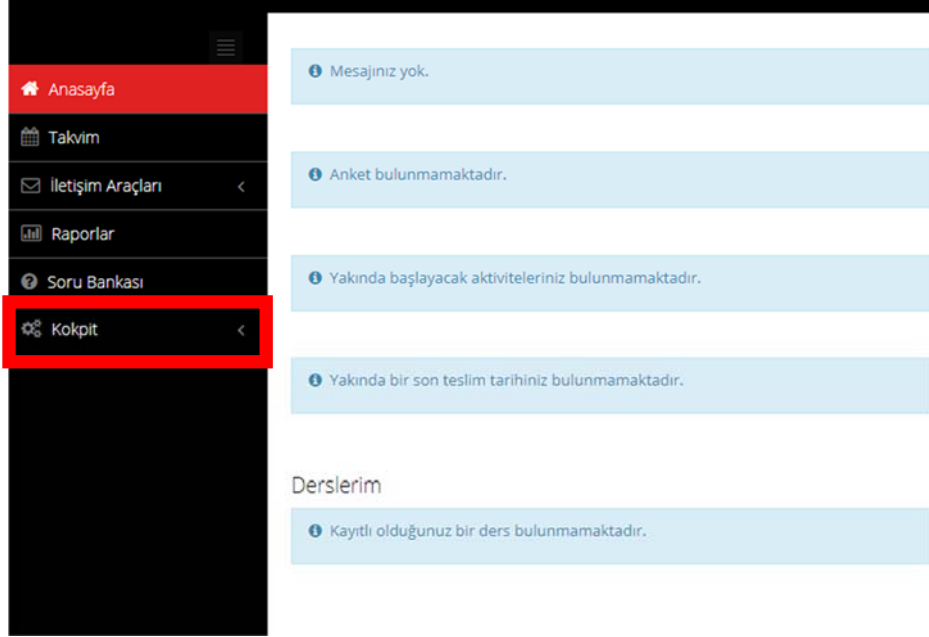 Anasayfa
Takvim
İletişim Araçları
Raporlar
Soru Bankası
Kokpit
Mesajınız yok.
Anket bulunmamaktadır.
Yakında başlayacak aktiviteleriniz bulunmamaktadır.
Yakında bir son teslim tarihiniz bulunmamaktadır.
Derslerim
Kayıtlı olduğunuz bir ders bulunmamaktadır.